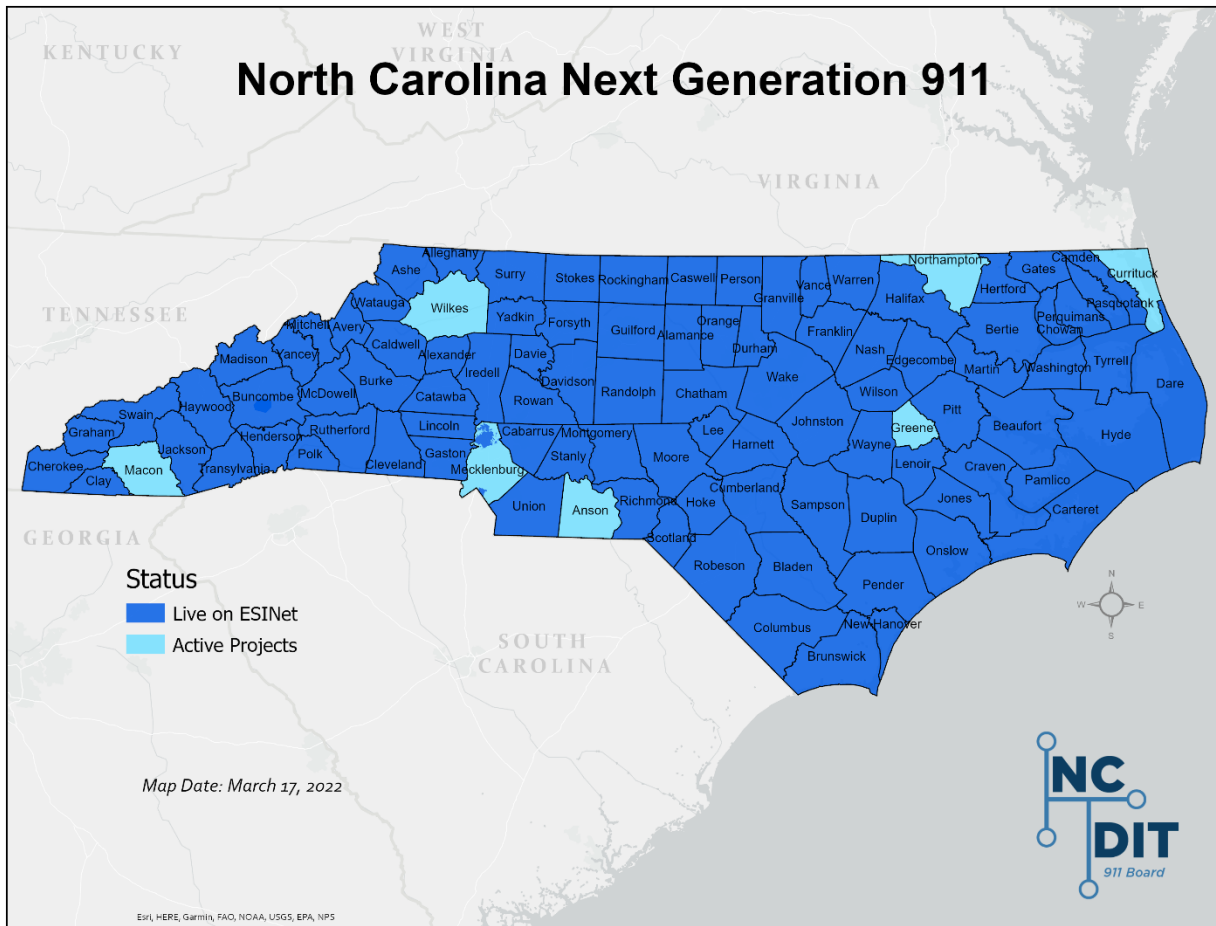 WEST
VIRGINIA
KENTUCKY
North Carolina Next Generation 911
VIRGINIA
TENNESSEE
GEORGIA
SOUTH
CAROLINA
Alleghany
Ashe
Surry
Stokes
Rockingham
Caswell
Person
Granville
Vance
Warren
Northampton
Halifax
Hertford
Gates
Camden
Currituck
Pasquotank
Perquimans
Chowan
Watauga
Wilkes
Yadkin
Forsyth
Guilford
Alamance
Orange
Durham
Franklin
Nash
Edgecombe
Bertie
Martin
Washington
Tyrrell
Dare
Mitchell
Avery
Caldwell
Alexander
Iredell
Davie
Davidson
Randolph
Chatham
Wake
Wilson
Pitt
Beaufort
Hyde
Madison
Yancey
Buncombe
McDowell
Burke
Catawba
Rowan
Johnston
Greene
Wayne
Lenoir
Craven
Pamlico
Swain
Haywood
Graham
Jackson
Henderson
Rutherford
Lincoln
Gaston
Cabarrus
Montgomery
Stanly
Moore
Lee
Harnett
Cherokee
Clay
Macon
Transylvania
Polk
Cleveland
Mecklenburg
Union
Anson
Richmond
Scotland
Hoke
Cumberland
Sampson
Duplin
Jones
Carteret
Onslow
Robeson
Bladen
Pender
Columbus
New Hanover
Brunswick
Status
Live on ESINet
Active Projects
N
W
E
S
Map Date: March 17, 2022
NC
DIT
911 Board
Esri, HERE, Garmin, FAO, NOAA, USGS, EPA, NPS